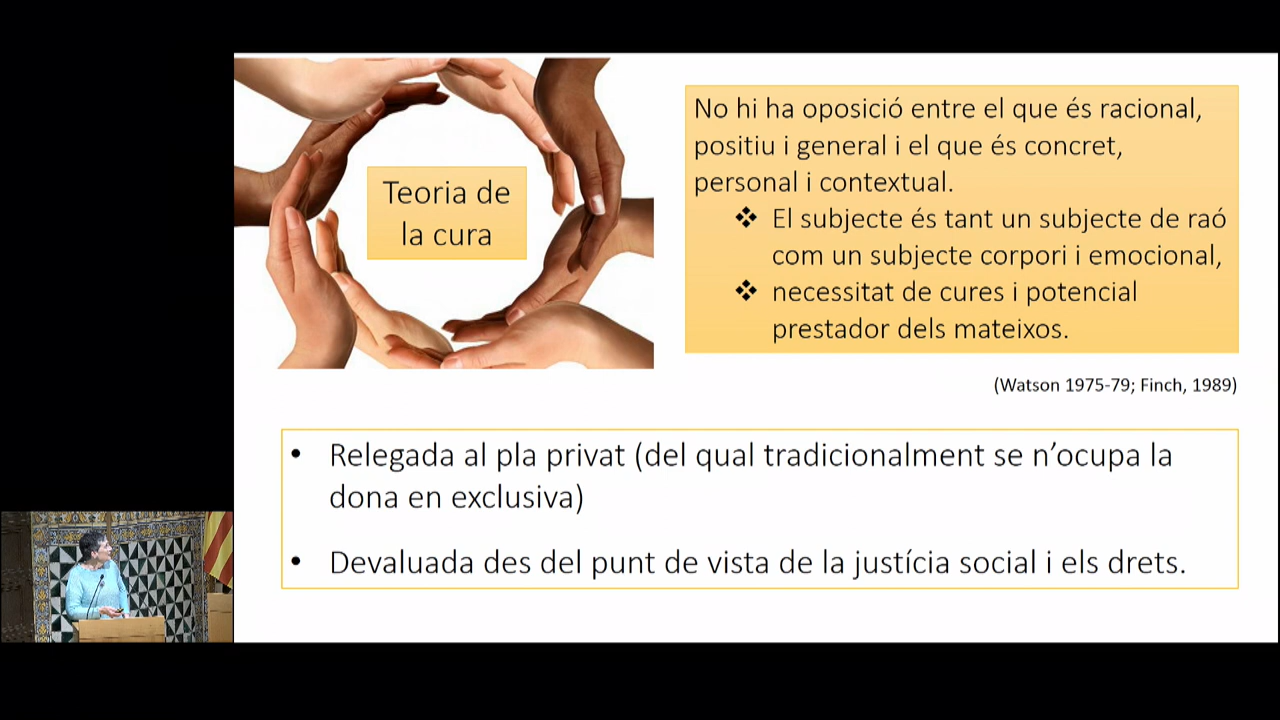 Teoria de
la cura
No hi ha oposició entre el que és racional,
positiu i general i el que és concret,
personal i contextual.
❖ El subjecte és tant un subjecte de raó
com un subjecte corpori i emocional,
❖ necessitat de cures i potencial
prestador dels mateixos.
(Watson 1975-79; Finch, 1989)
• Relegada al pla privat (del qual tradicionalment se n’ocupa la
dona en exclusiva)
• Devaluada des del punt de vista de la justícia social i els drets.